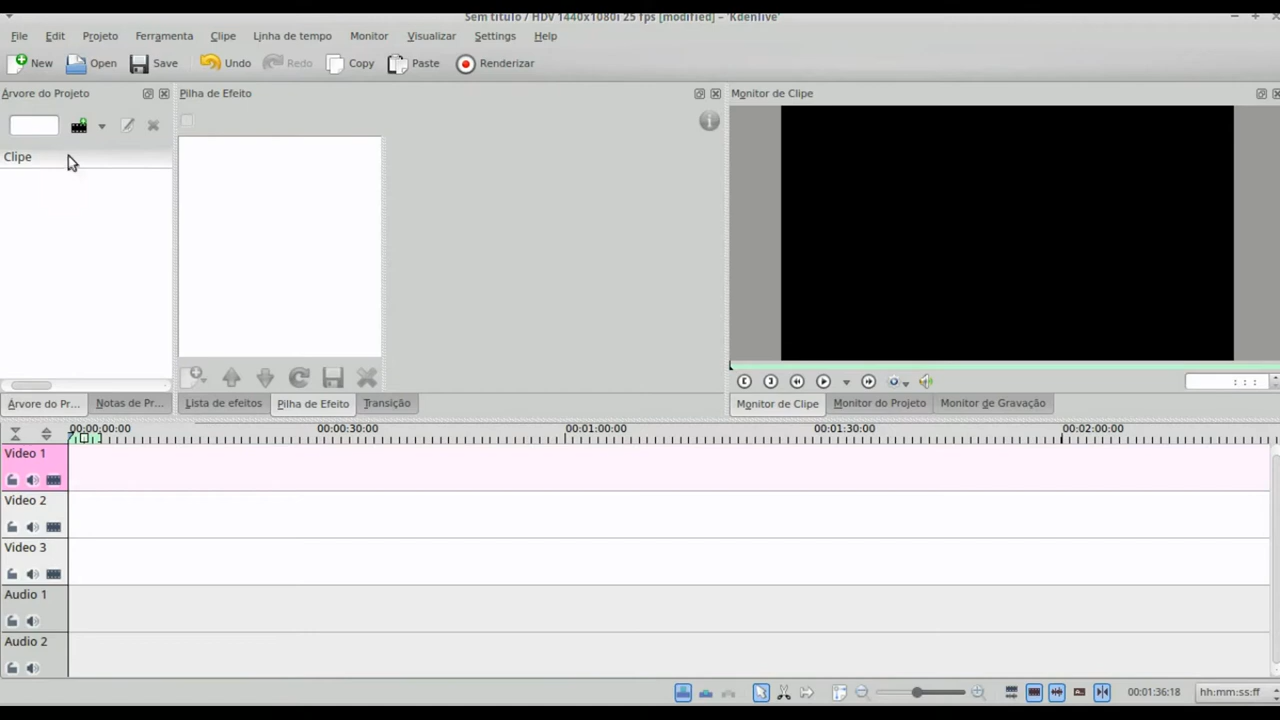 Sem título / HDV 1440x1080i 25 fps [modified] – 'Kdenlive'
File Edit Projeto Ferramenta Clipe Linha de tempo Monitor Visualizar Settings Help
New Open Save Undo Redo Copy Paste Renderizar
Árvore do Projeto Pilha de Efeito Monitor de Clipe
Clipe
: : :
Árvore do Pr... Notas de Pr... Lista de efeitos Pilha de Efeito Transição Monitor de Clipe Monitor do Projeto Monitor de Gravação
00:00:00:00 00:00:30:00 00:01:00:00 00:01:30:00 00:02:00:00
Video 1
Video 2
Video 3
Audio 1
Audio 2
00:01:36:18 hh:mm:ss:ff